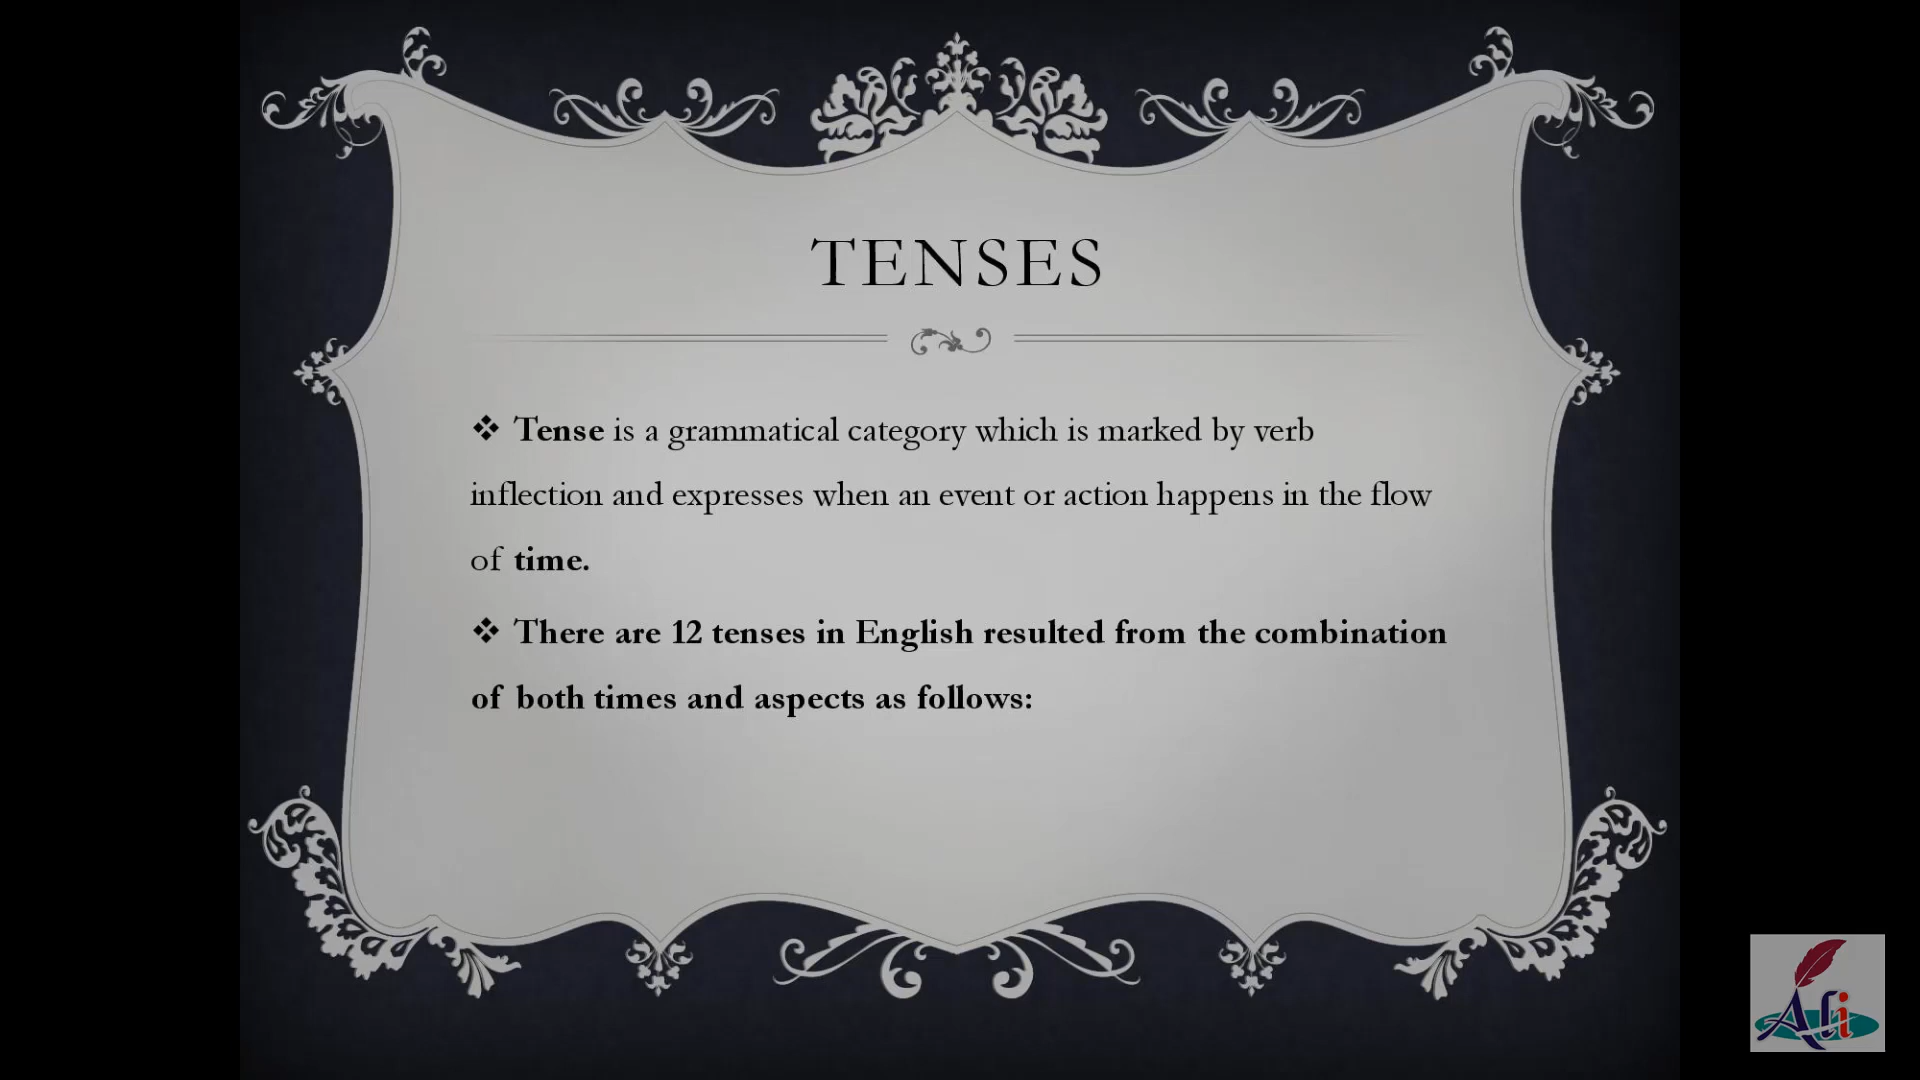 TENSES
❖ Tense is a grammatical category which is marked by verb
inflection and expresses when an event or action happens in the flow
of time.
❖ There are 12 tenses in English resulted from the combination
of both times and aspects as follows:
Ali